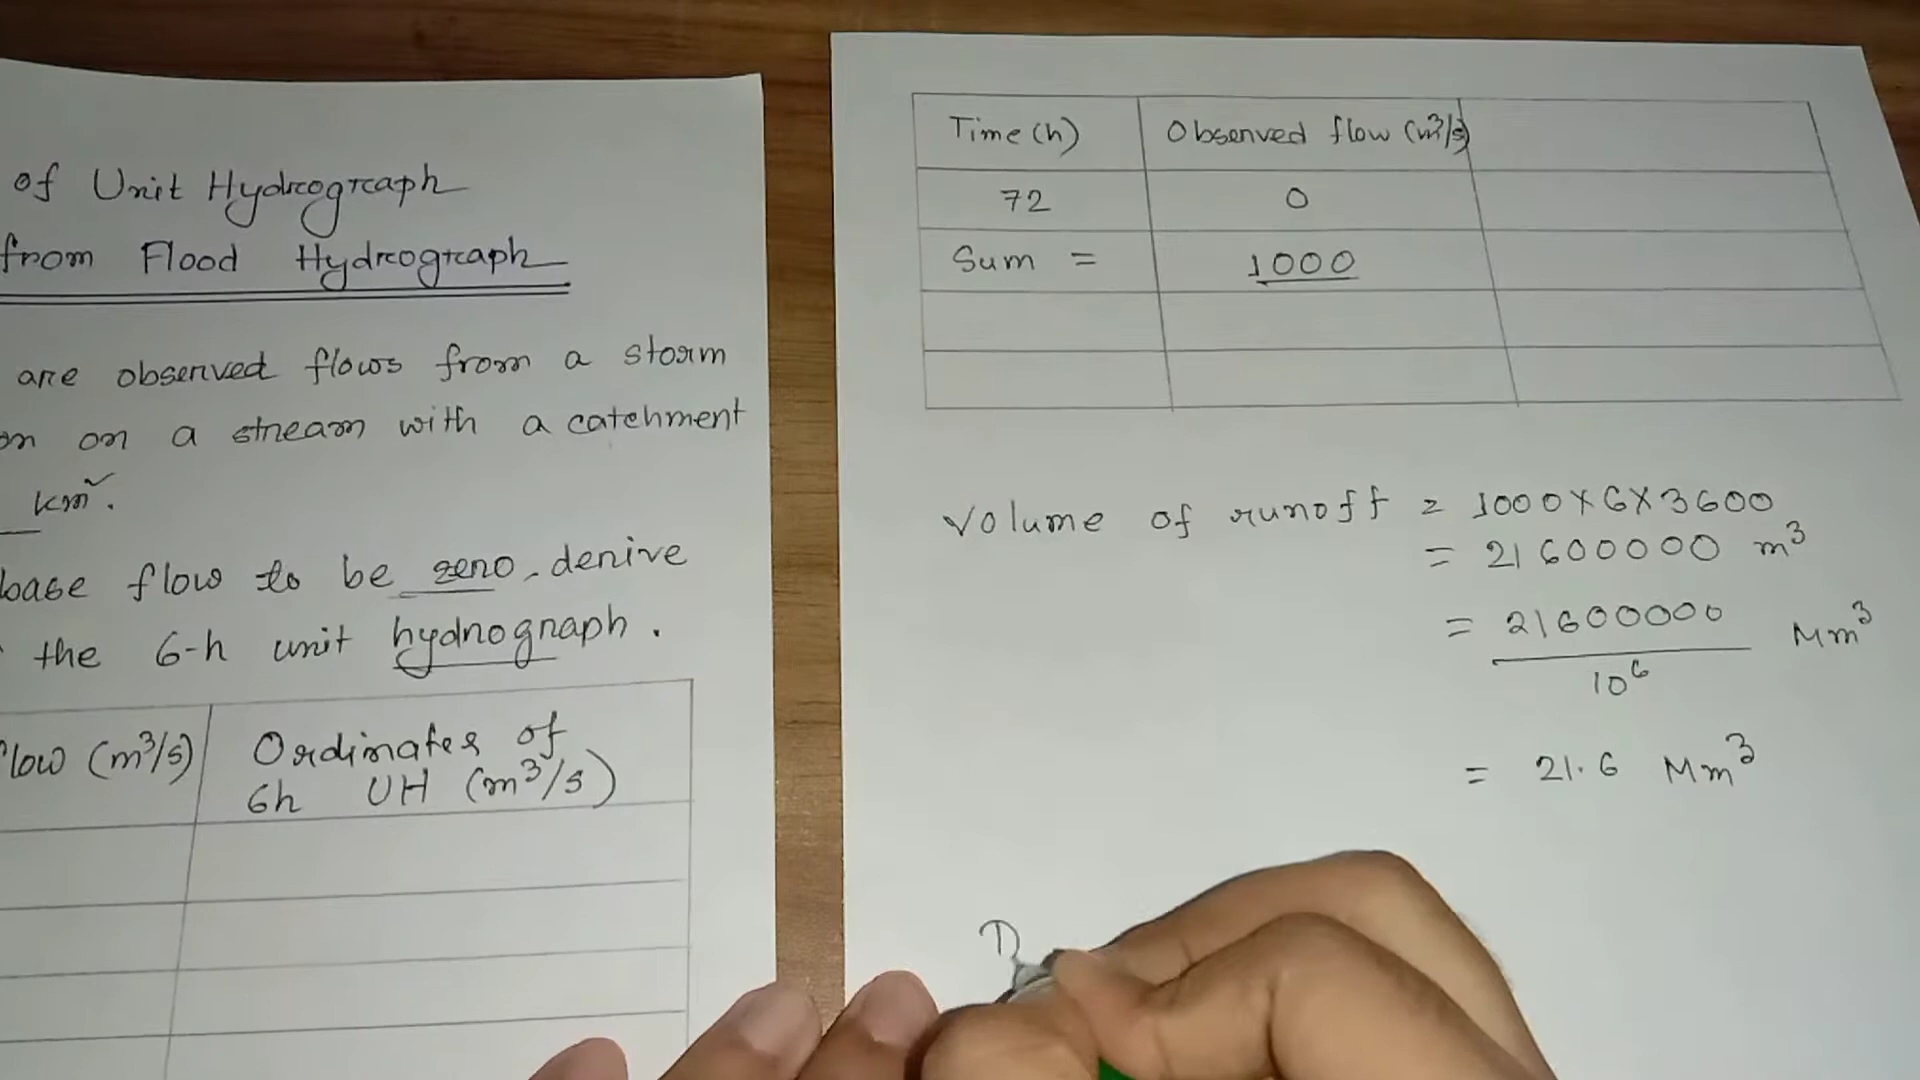 of Unit Hydrograph
from Flood Hydrograph
are observed flows from a storm
on a stream with a catchment
km².
base flow to be zero, derive
the 6-h unit hydrograph.
flow (m³/s)
Ordinates of
6h UH (m³/s)
Time (h)
Observed flow (m³/s)
72
0
Sum =
1000
Volume of runoff = 1000 X 6 X 3600
= 21600000 m³
= 21600000 / 10⁶ Mm³
= 21.6 Mm³
D